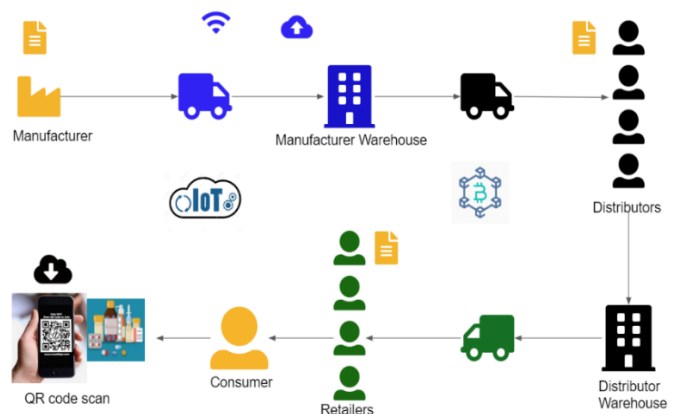 Manufacturer
Manufacturer Warehouse
IoT
Distributors
QR code scan
Consumer
Retailers
Distributor
Warehouse